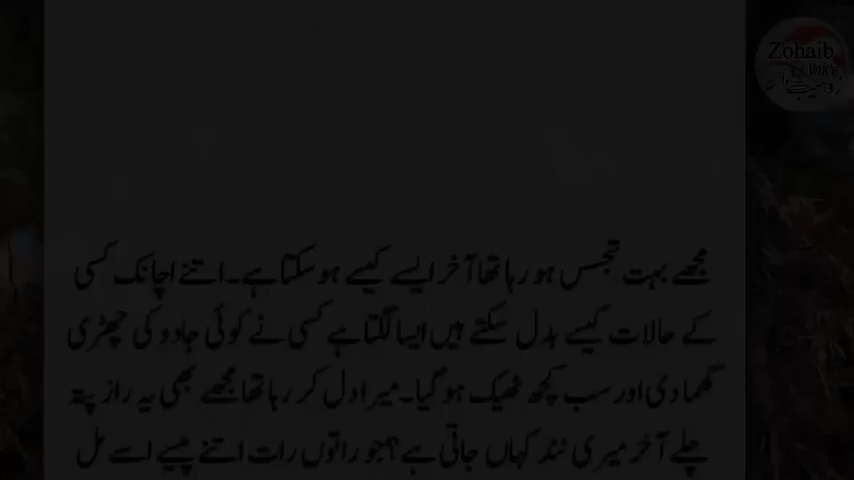 Zohaib
Voice
زوہیب وائس
مجھے بہت تجسس ہو رہا تھا آخر ایسے کیسے ہو سکتا ہے۔ اتنے اچانک کسی
کے حالات کیسے بدل سکتے ہیں ایسا لگتا ہے کسی نے کوئی جادو کی چھڑی
گھما دی اور سب کچھ ٹھیک ہو گیا۔ میرا دل کر رہا تھا مجھے بھی یہ راز پتہ
چلے آخر میری نند کہاں جاتی ہے؟ جو راتوں رات اتنے پیسے اسے مل